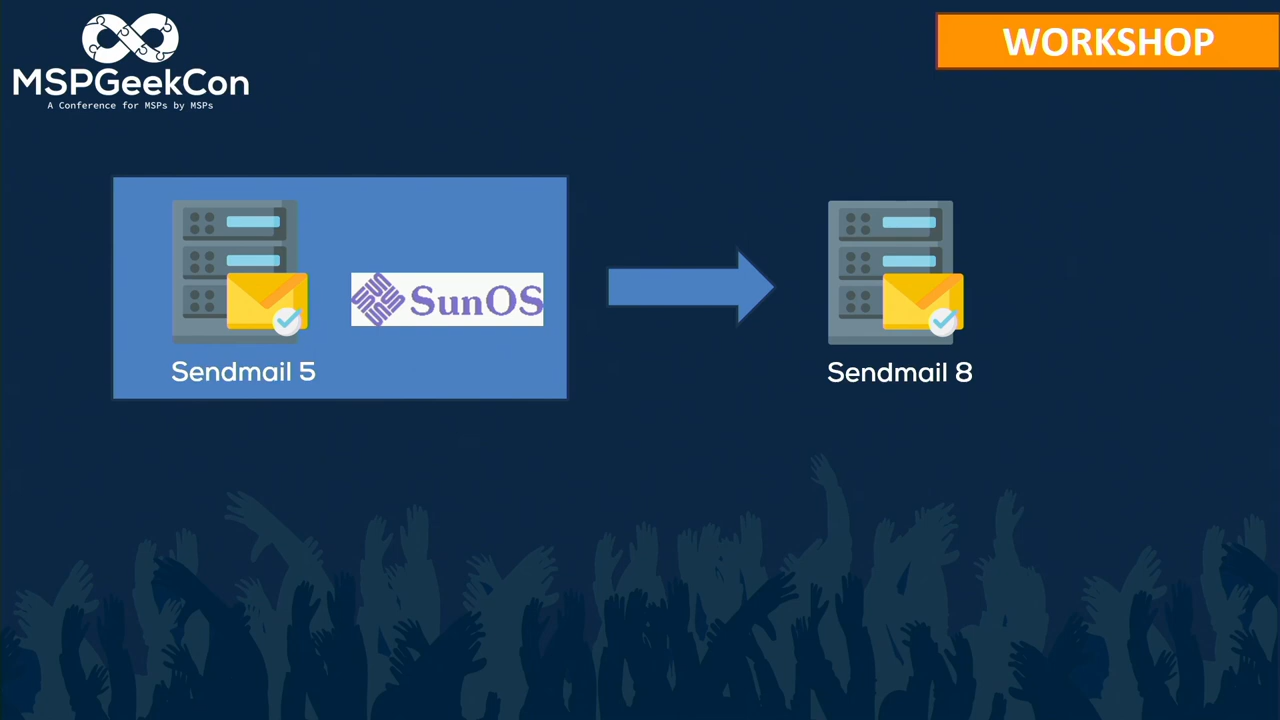 MSPGeekCon
A Conference for MSPs by MSPs
WORKSHOP
SunOS
Sendmail 5
Sendmail 8